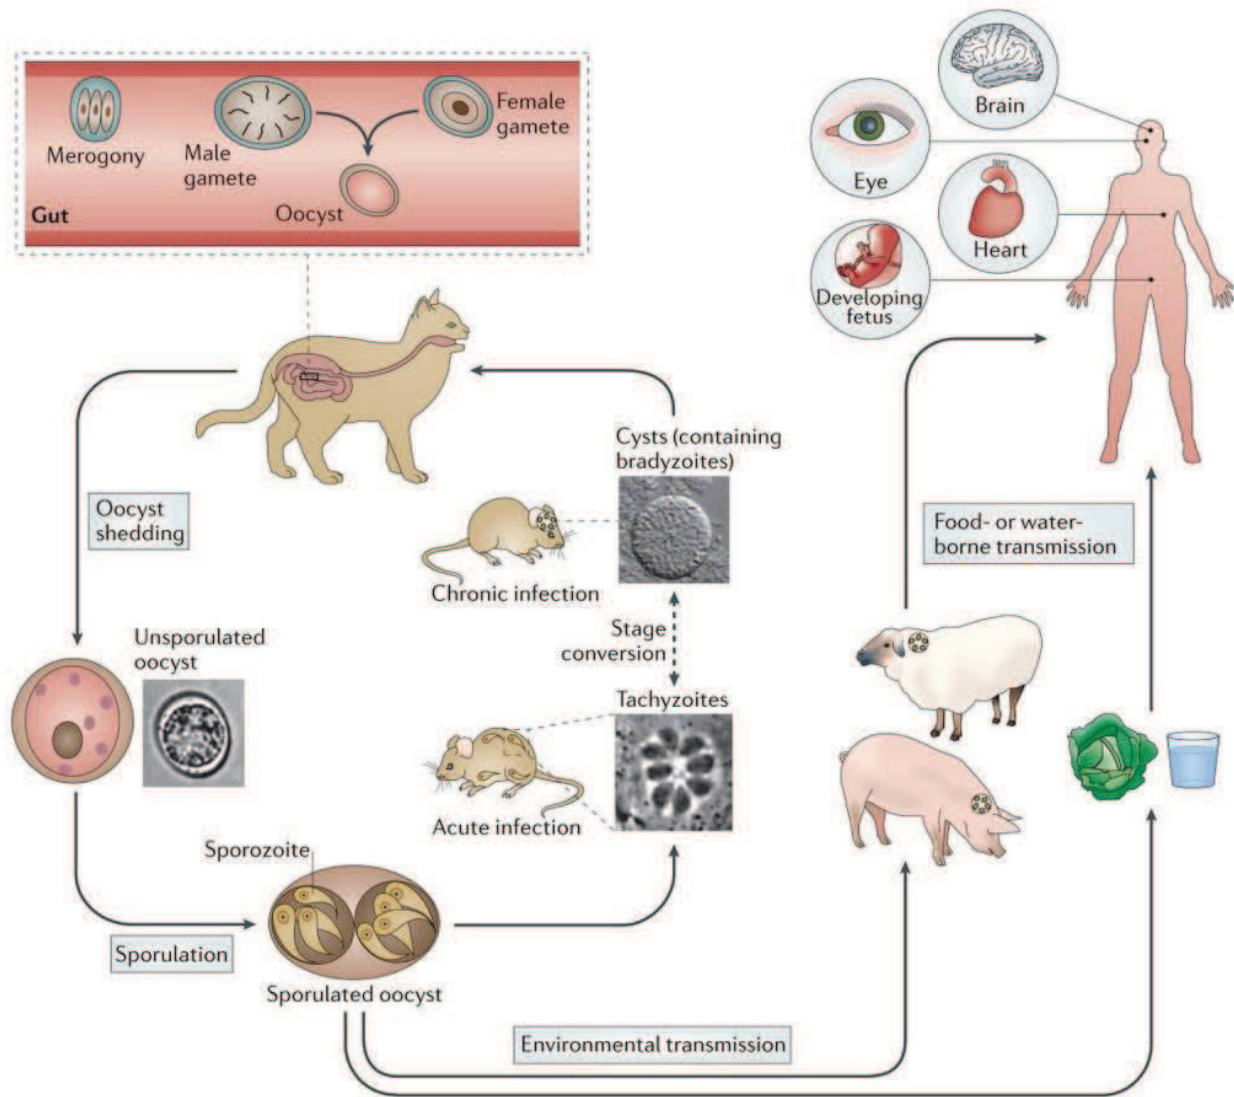 Merogony
Male
gamete
Female
gamete
Oocyst
Gut
Brain
Eye
Heart
Developing
fetus
Cysts (containing
bradyzoites)
Oocyst
shedding
Chronic infection
Food- or water-
borne transmission
Stage
conversion
Unsporulated
oocyst
Tachyzoites
Acute infection
Sporozoite
Sporulation
Sporulated oocyst
Environmental transmission